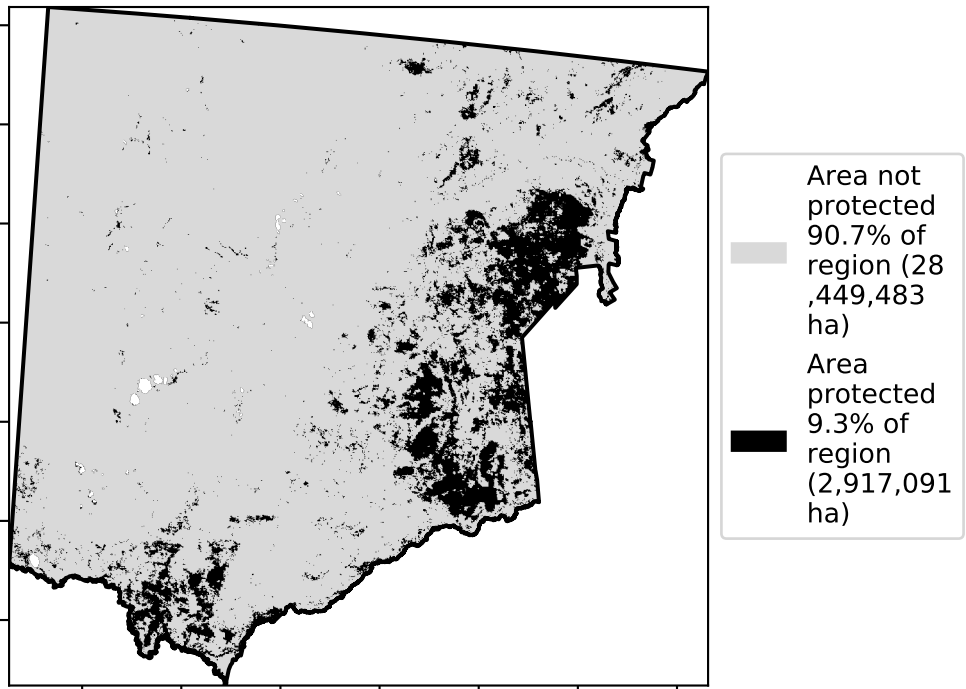 Area not
protected
90.7% of
region (28
,449,483
ha)
Area
protected
9.3% of
region
(2,917,091
ha)